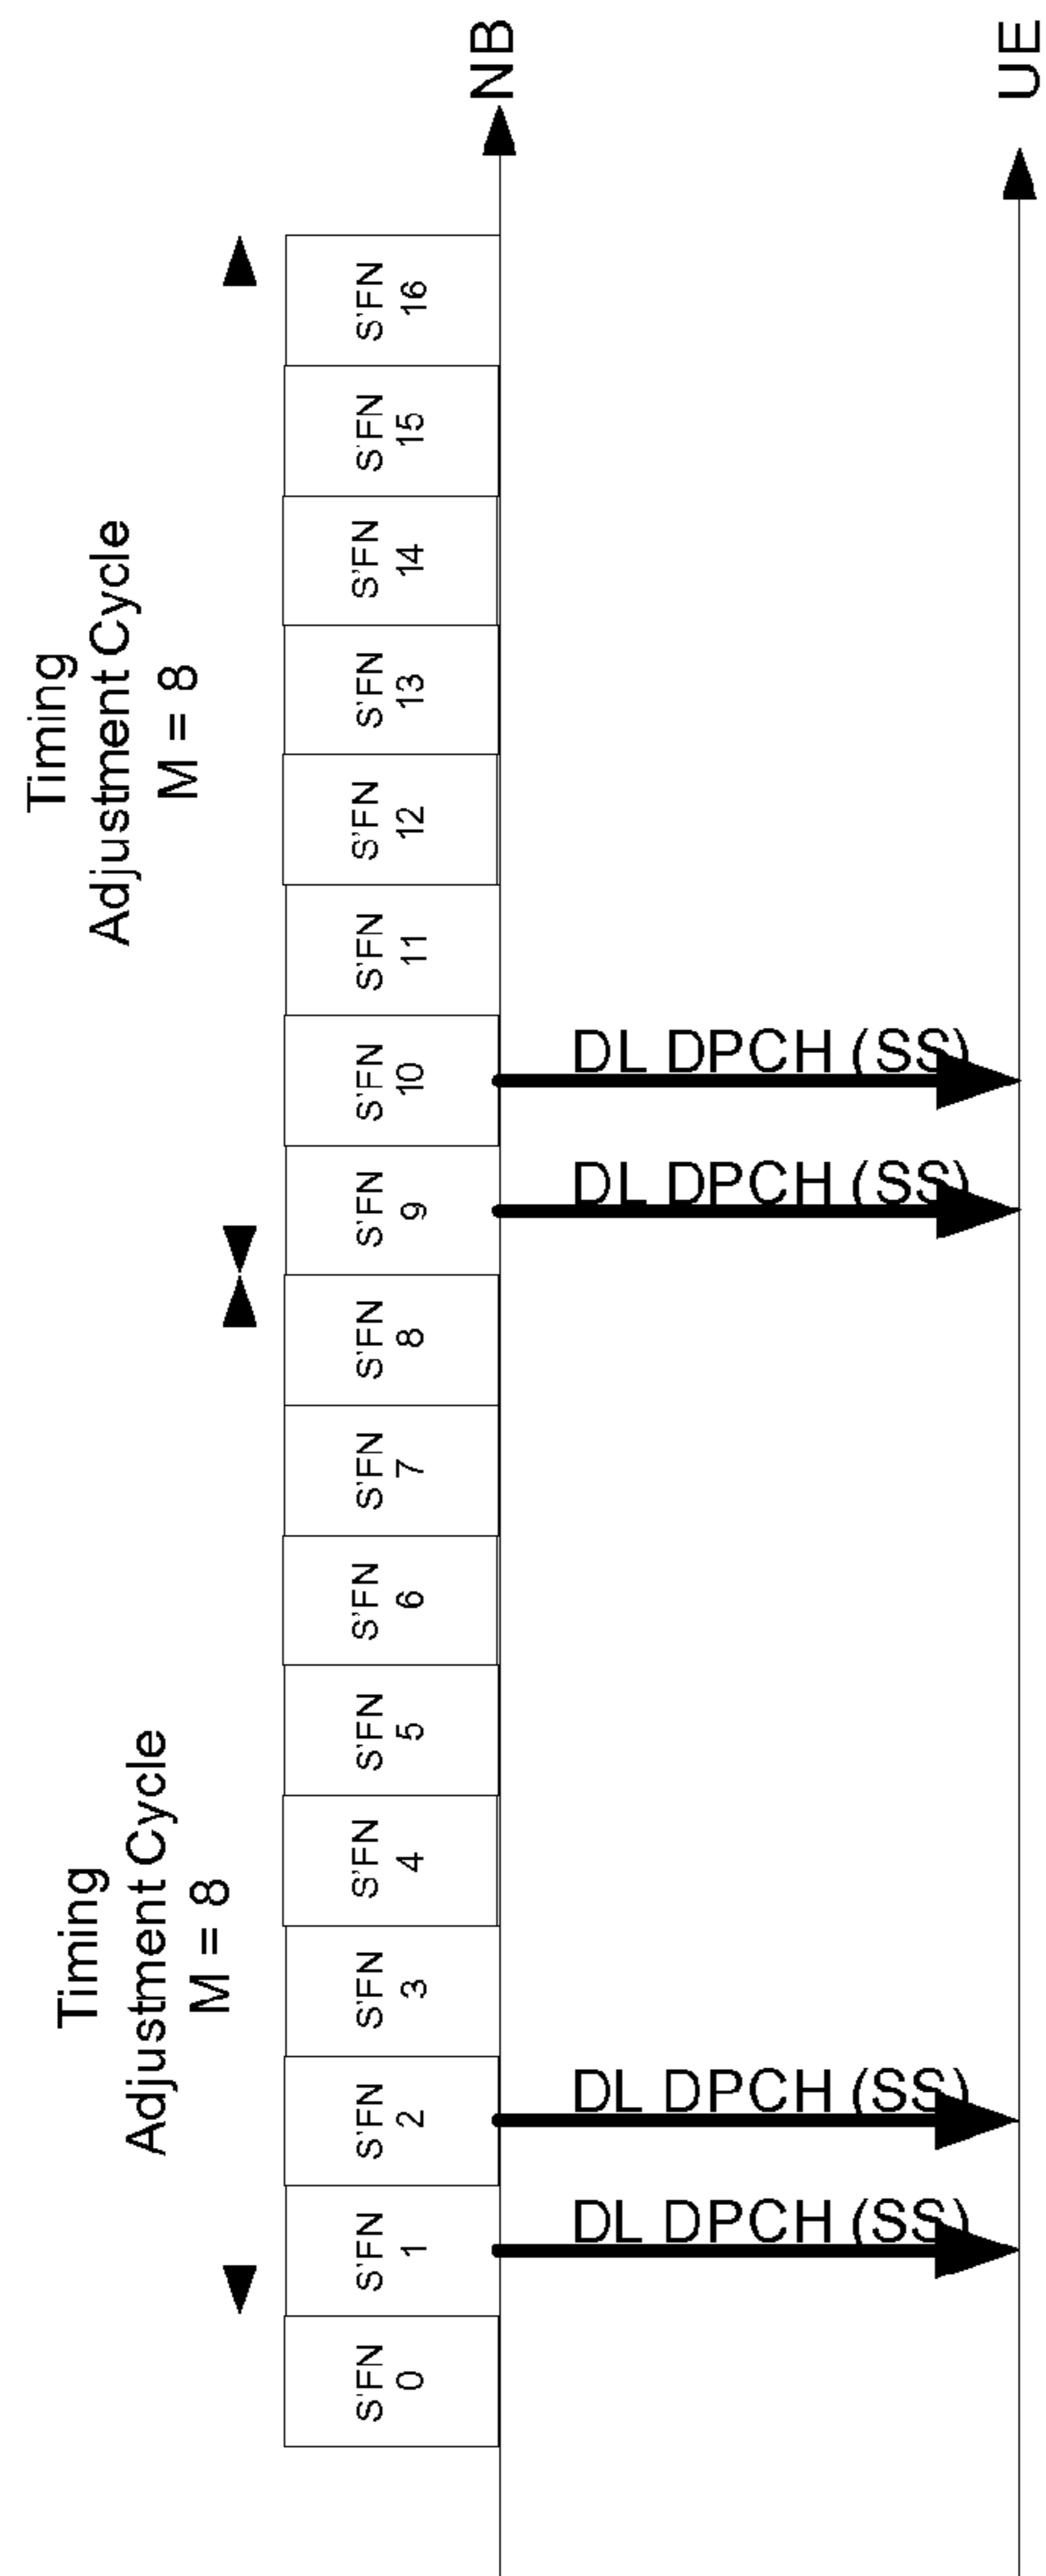 Timing
Adjustment Cycle
M = 8
Timing
Adjustment Cycle
M = 8
S'FN
0
S'FN
1
S'FN
2
S'FN
3
S'FN
4
S'FN
5
S'FN
6
S'FN
7
S'FN
8
S'FN
9
S'FN
10
S'FN
11
S'FN
12
S'FN
13
S'FN
14
S'FN
15
S'FN
16
NB
DL DPCH (SS)
DL DPCH (SS)
DL DPCH (SS)
DL DPCH (SS)
UE